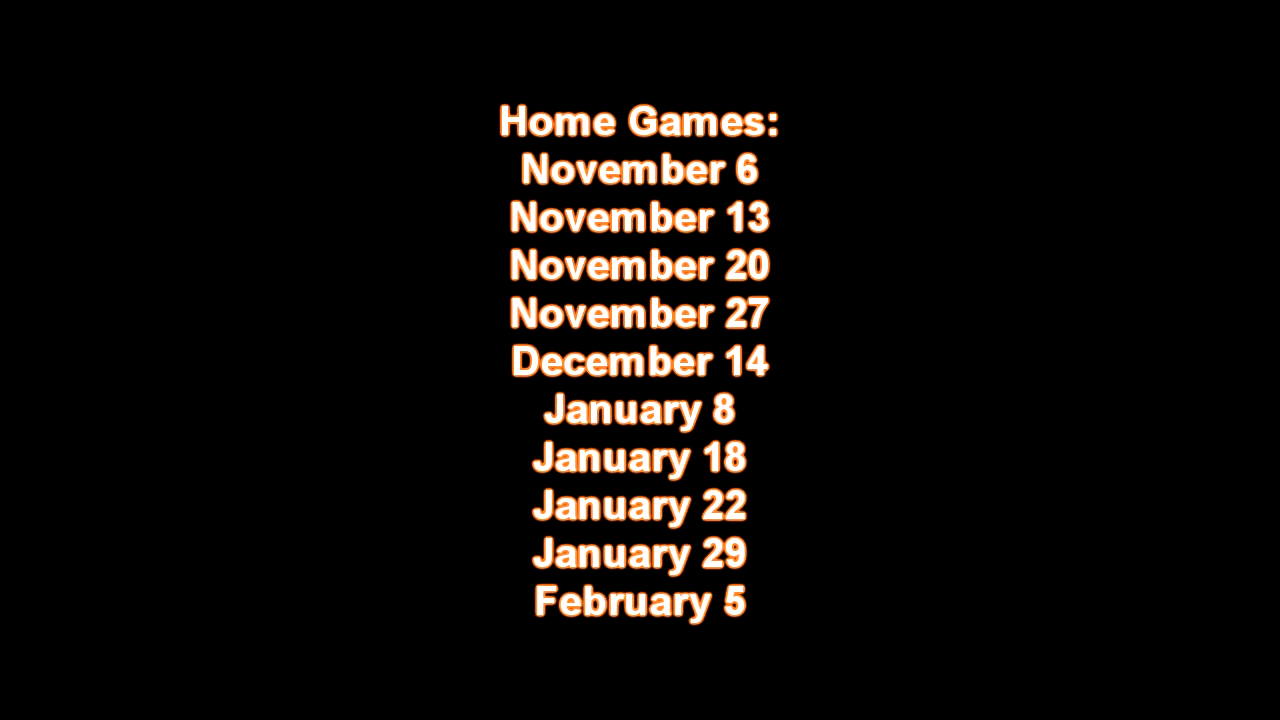 Home Games:
November 6
November 13
November 20
November 27
December 14
January 8
January 18
January 22
January 29
February 5